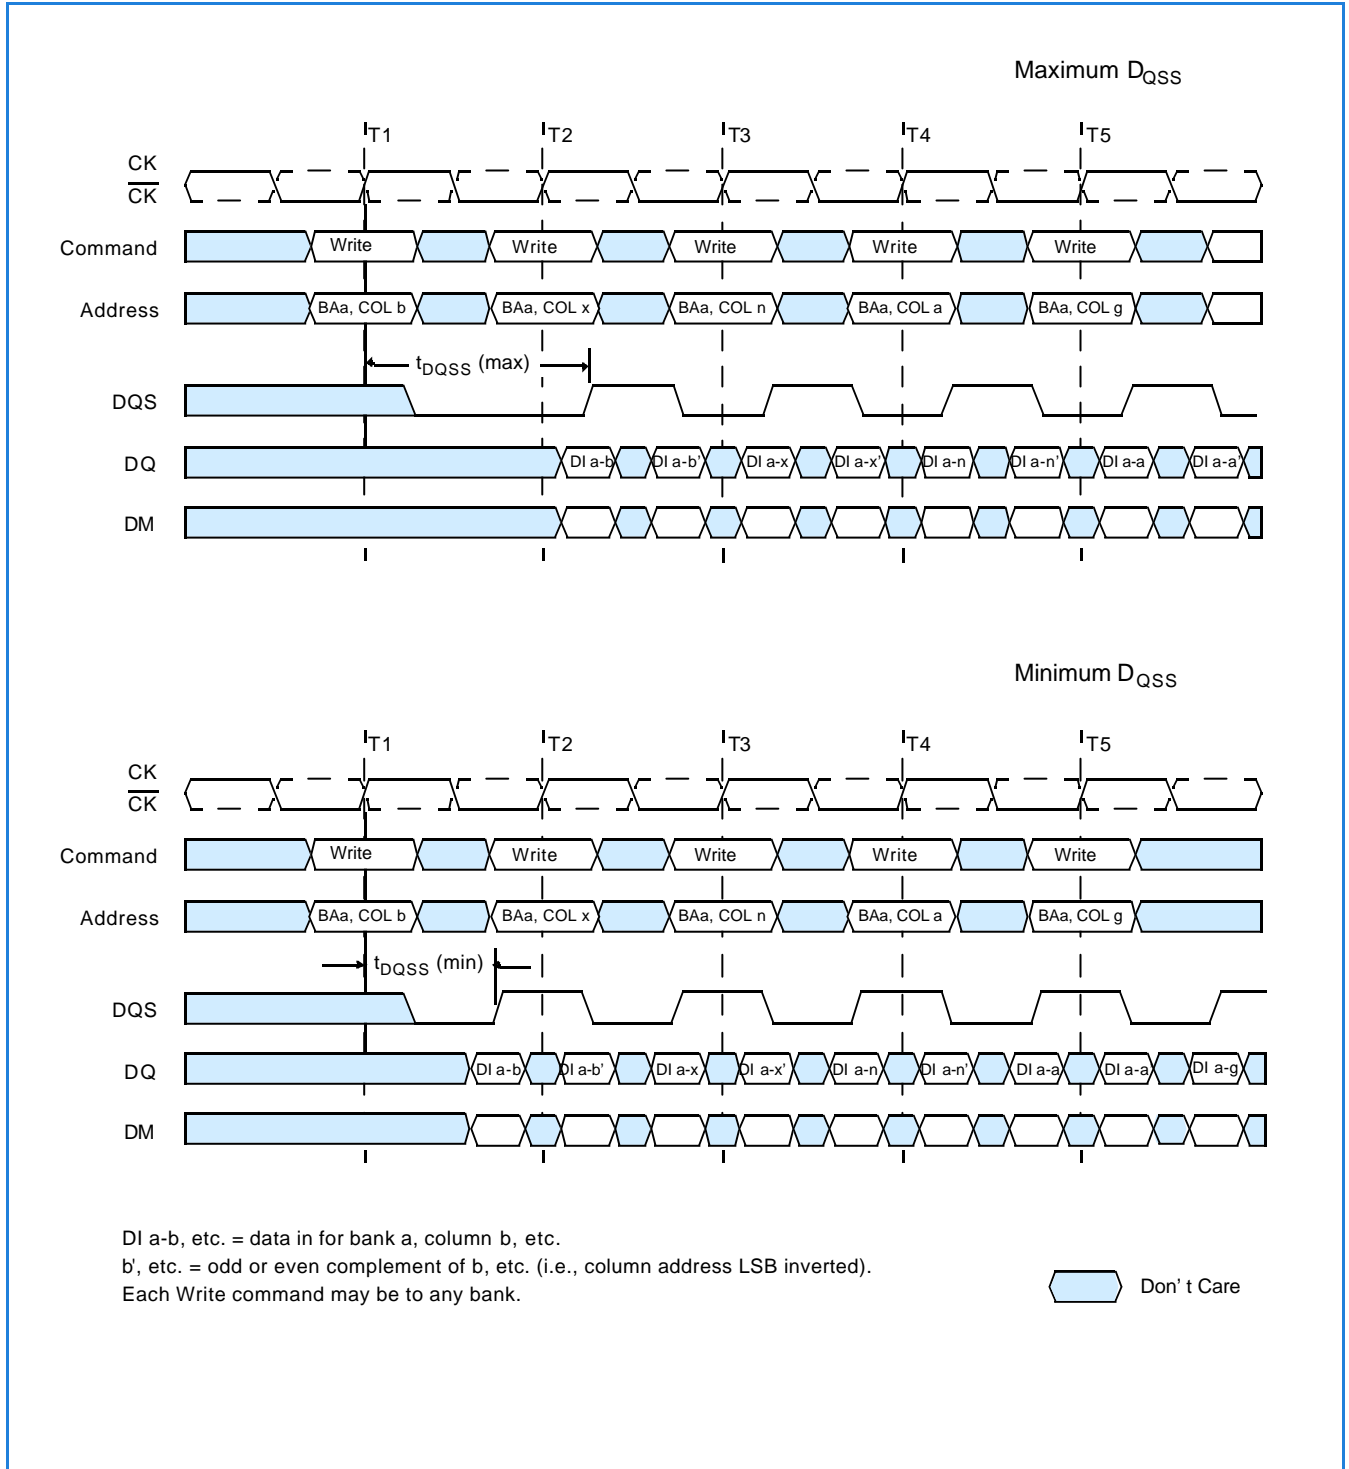 Maximum DQSS
T1 T2 T3 T4 T5
CK
CK
Command Write Write Write Write Write
Address BAa, COL b BAa, COL x BAa, COL n BAa, COL a BAa, COL g
tDQSS (max)
DQS
DQ DI a-b DI a-b’ DI a-x DI a-x’ DI a-n DI a-n’ DI a-a DI a-a’
DM
Minimum DQSS
T1 T2 T3 T4 T5
CK
CK
Command Write Write Write Write Write
Address BAa, COL b BAa, COL x BAa, COL n BAa, COL a BAa, COL g
tDQSS (min)
DQS
DQ DI a-b DI a-b’ DI a-x DI a-x’ DI a-n DI a-n’ DI a-a DI a-a’ DI a-g
DM
DI a-b, etc. = data in for bank a, column b, etc.
b', etc. = odd or even complement of b, etc. (i.e., column address LSB inverted).
Each Write command may be to any bank.
Don’ t Care